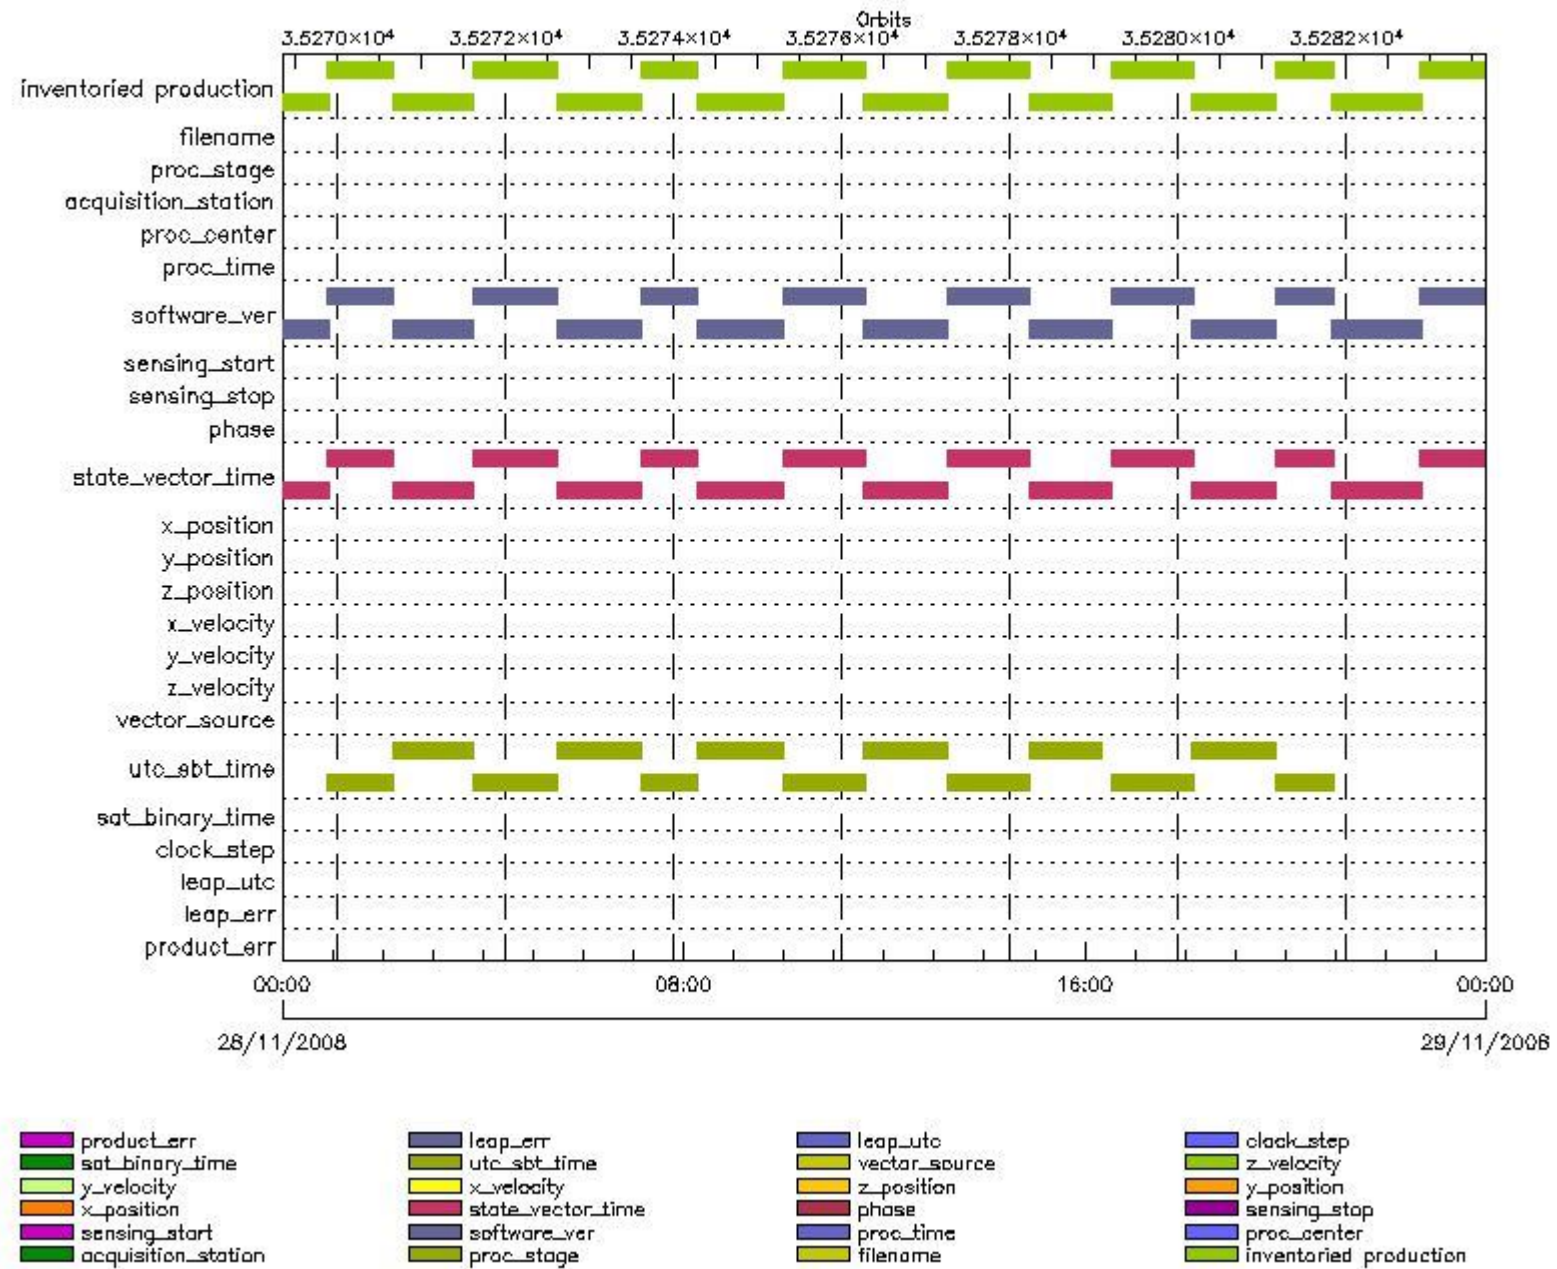 Orbits
3.5270×10⁴ 3.5272×10⁴ 3.5274×10⁴ 3.5276×10⁴ 3.5278×10⁴ 3.5280×10⁴ 3.5282×10⁴
inventoried production
filename
proc_stage
acquisition_station
proc_center
proc_time
software_ver
sensing_start
sensing_stop
phase
state_vector_time
x_position
y_position
z_position
x_velocity
y_velocity
z_velocity
vector_source
utc_sbt_time
sat_binary_time
clock_step
leap_utc
leap_err
product_err
00:00 08:00 16:00 00:00
28/11/2008 29/11/2008
product_err leap_err leap_utc clock_step
sat_binary_time utc_sbt_time vector_source z_velocity
y_velocity x_velocity z_position y_position
x_position state_vector_time phase sensing_stop
sensing_start software_ver proc_time proc_center
acquisition_station proc_stage filename inventoried production